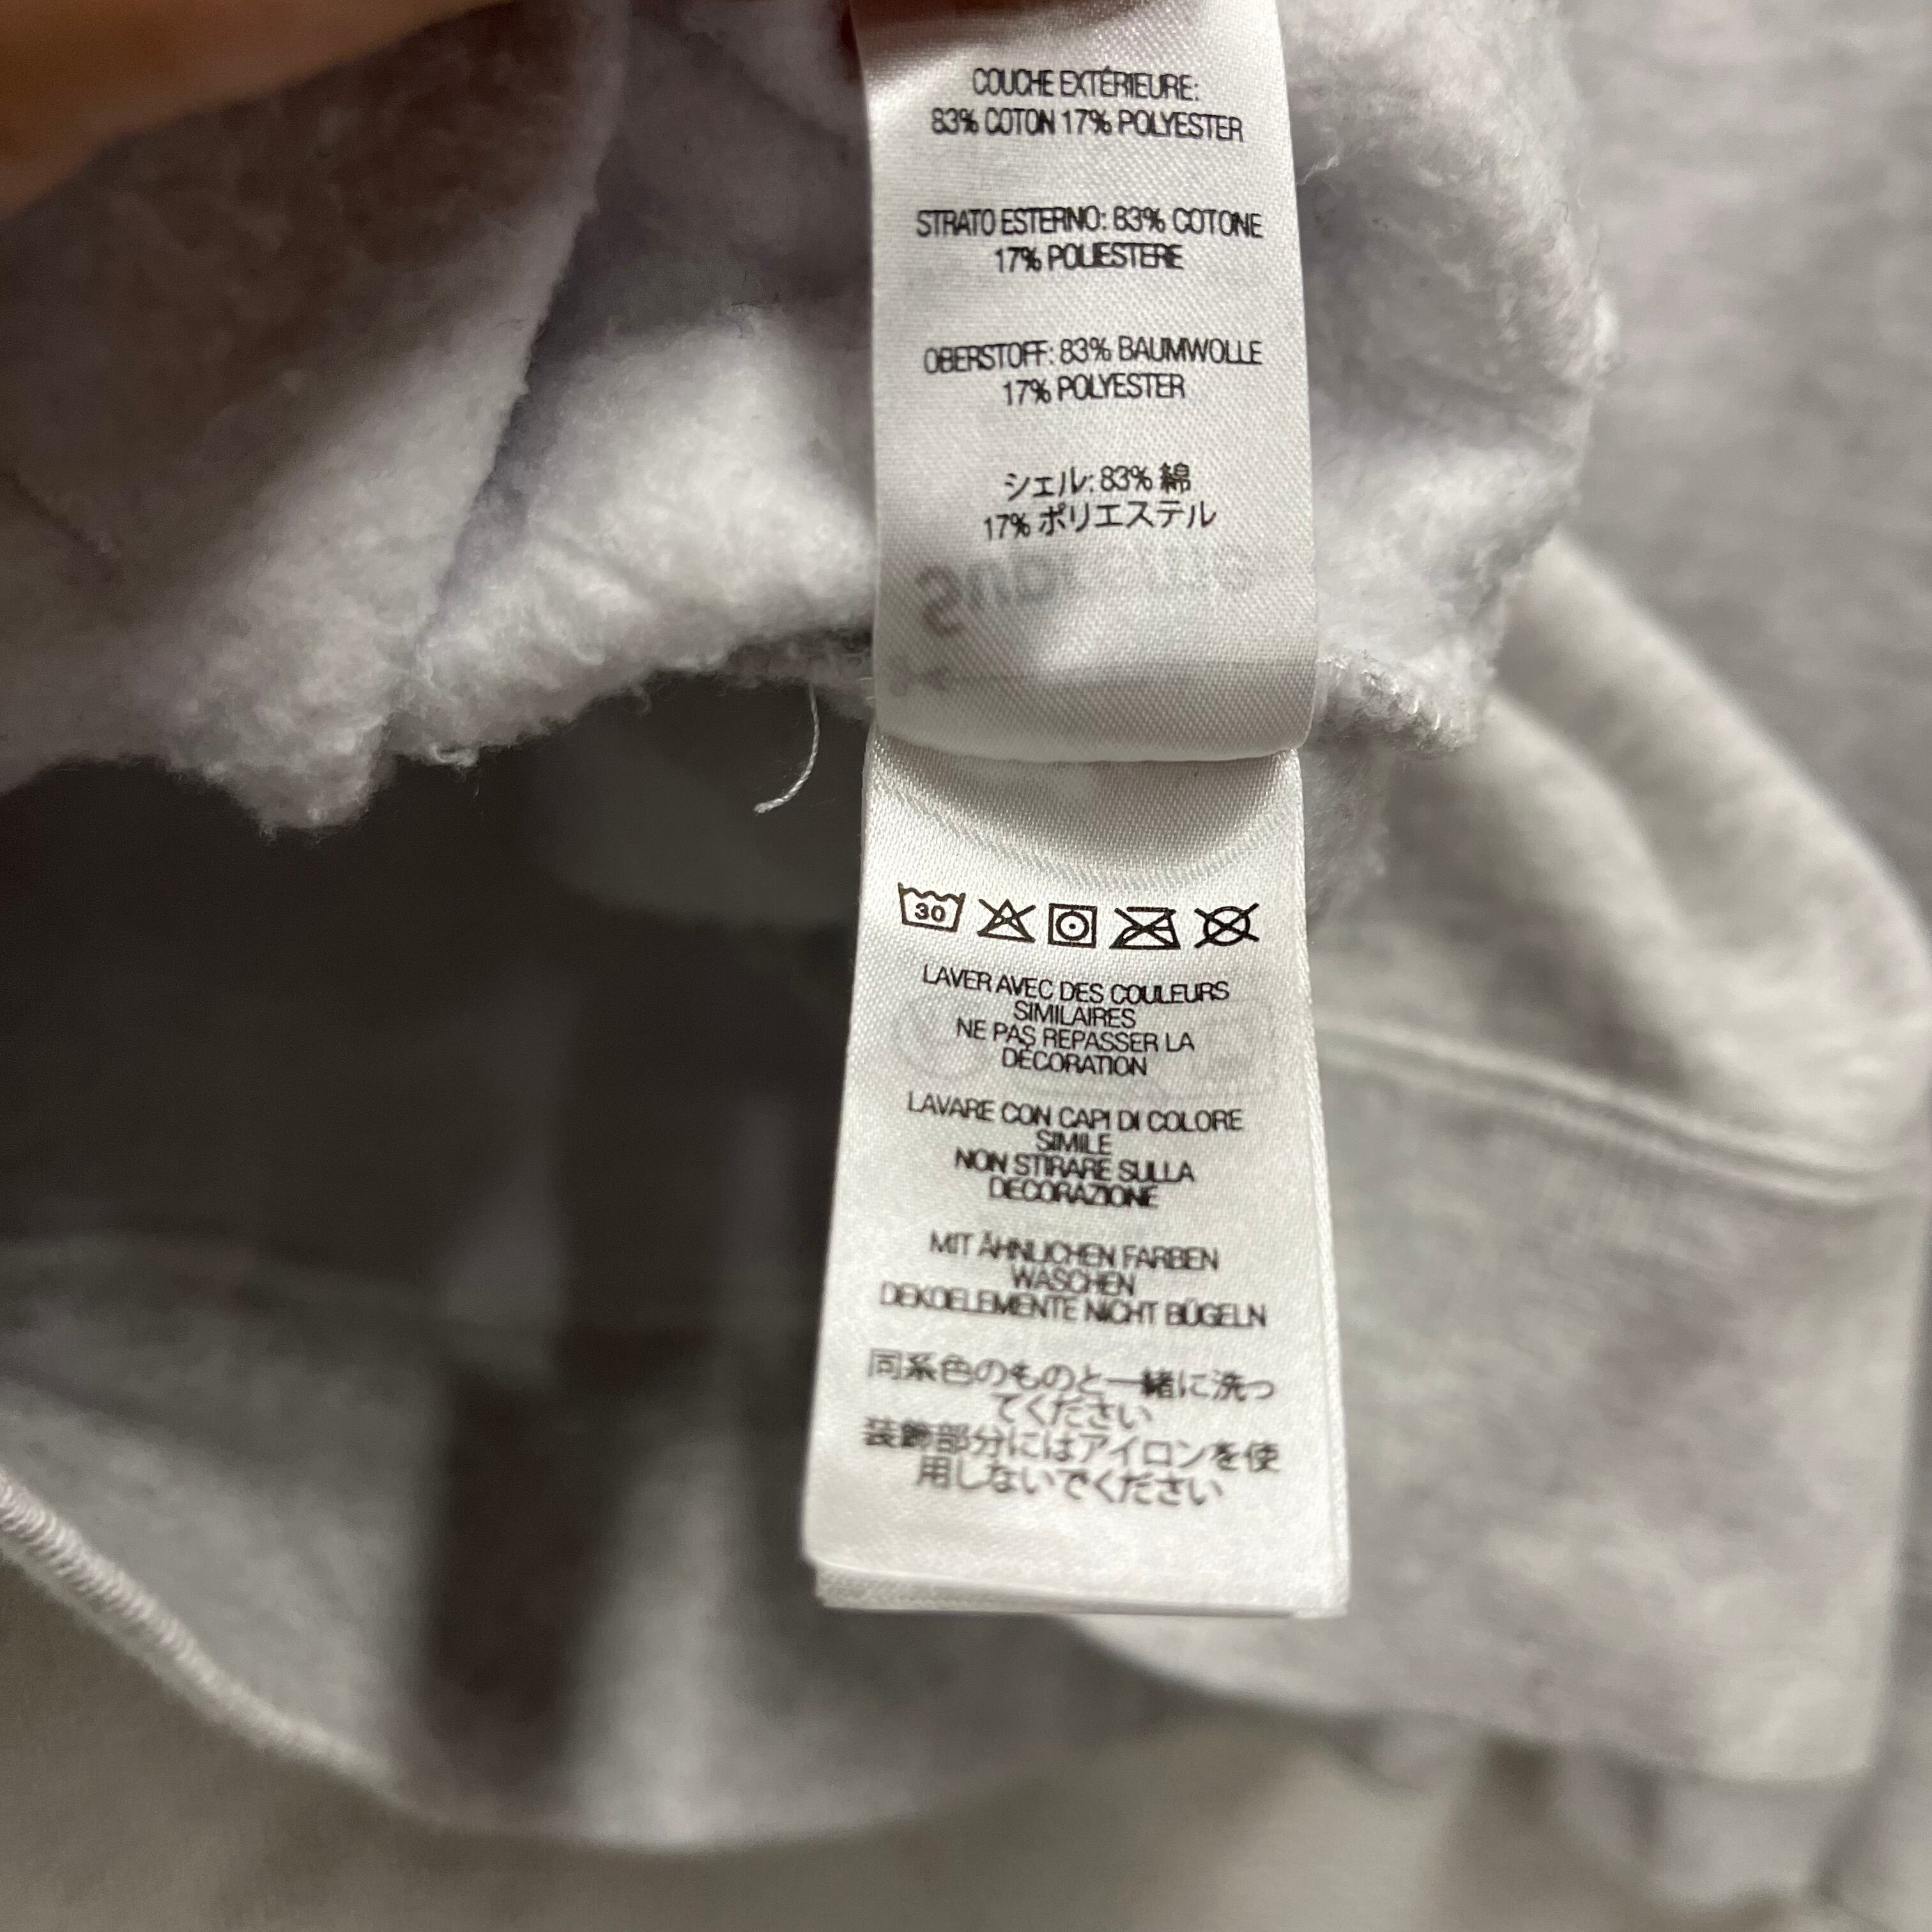 COUCHE EXTÉRIEURE:
83% COTON 17% POLYESTER
STRATO ESTERNO: 83% COTONE
17% POLIESTERE
OBERSTOFF: 83% BAUMWOLLE
17% POLYESTER
シェル: 83% 綿
17% ポリエステル
30
LAVER AVEC DES COULEURS
SIMILAIRES
NE PAS REPASSER LA
DÉCORATION
LAVARE CON CAPI DI COLORE
SIMILE
NON STIRARE SULLA
DECORAZIONE
MIT ÄHNLICHEN FARBEN
WASCHEN
DEKOELEMENTE NICHT BÜGELN
同系色のものと一緒に洗っ
てください
装飾部分にはアイロンを使
用しないでください